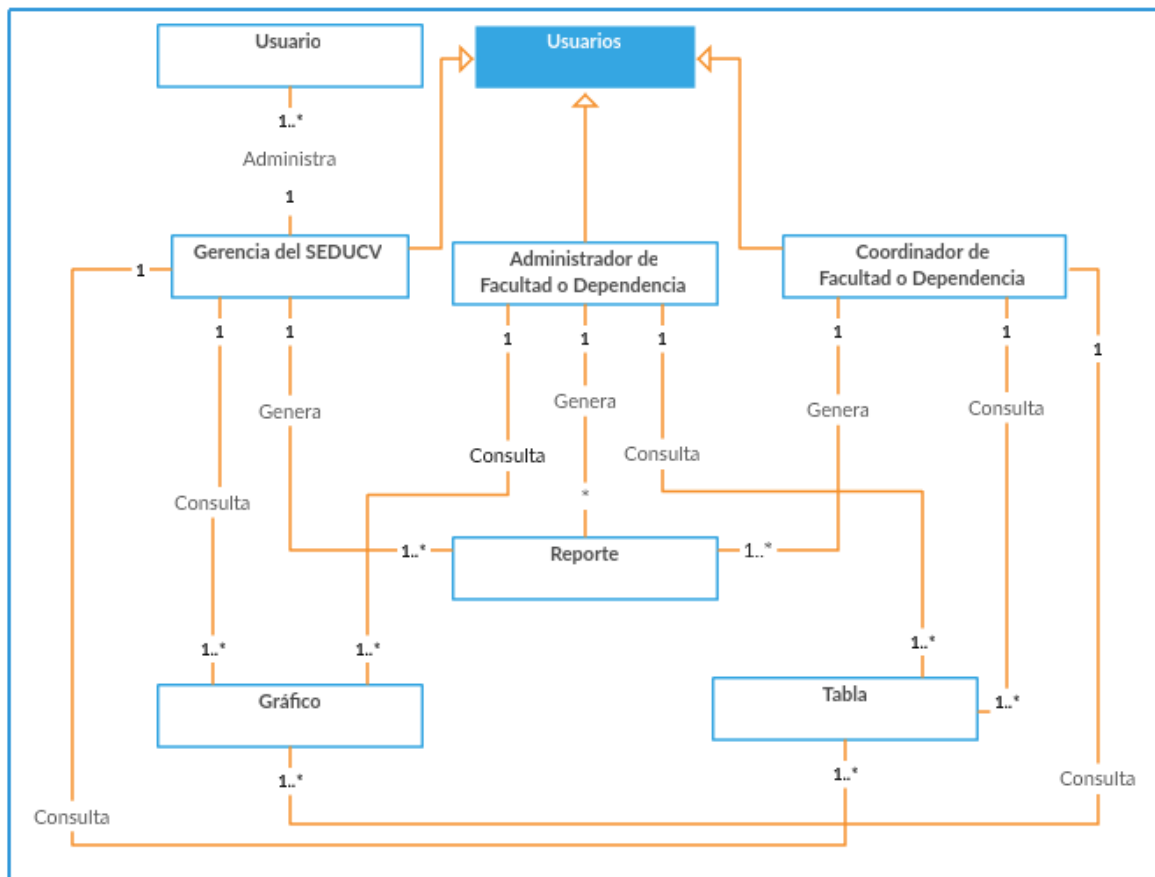 Usuario
Usuarios
1..*
Administra
1
Gerencia del SEDUCV
Administrador de
Facultad o Dependencia
Coordinador de
Facultad o Dependencia
1
1
1
1
1
1
1
1
1
Genera
Genera
Consulta
Genera
Consulta
Consulta
Consulta
*
1..*
Reporte
1..*
1..*
1..*
1..*
Gráfico
Tabla
1..*
1..*
1..*
Consulta
Consulta